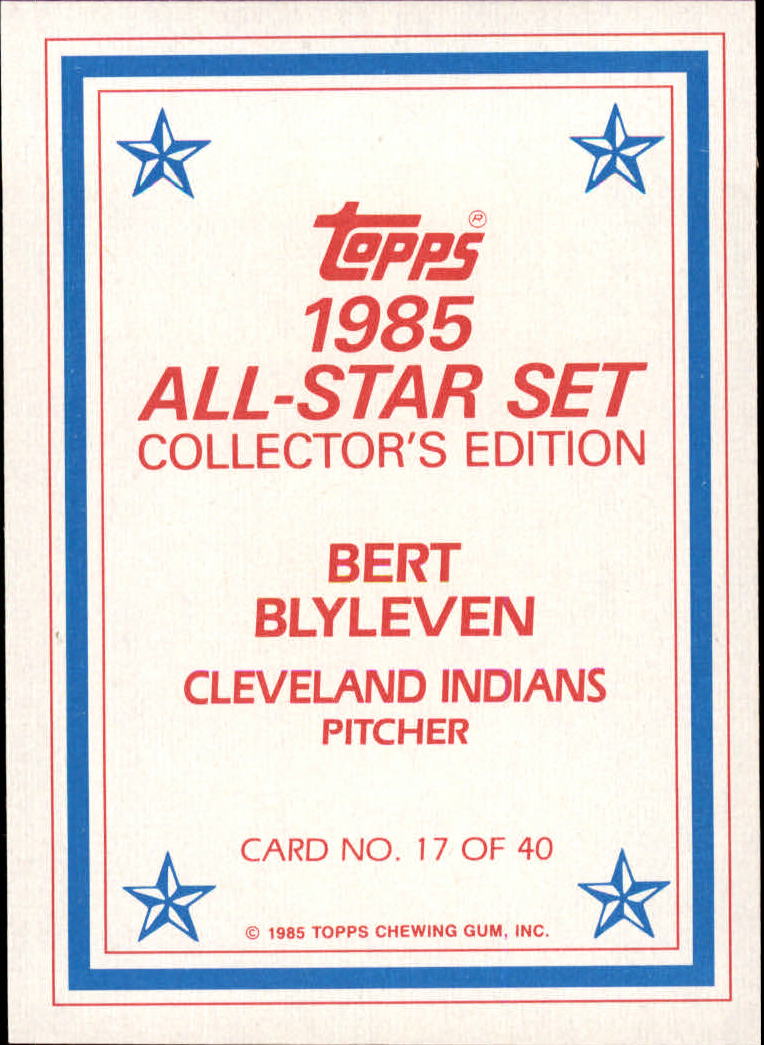 TOPPS®
1985
ALL-STAR SET
COLLECTOR'S EDITION
BERT
BLYLEVEN
CLEVELAND INDIANS
PITCHER
CARD NO. 17 OF 40
© 1985 TOPPS CHEWING GUM, INC.